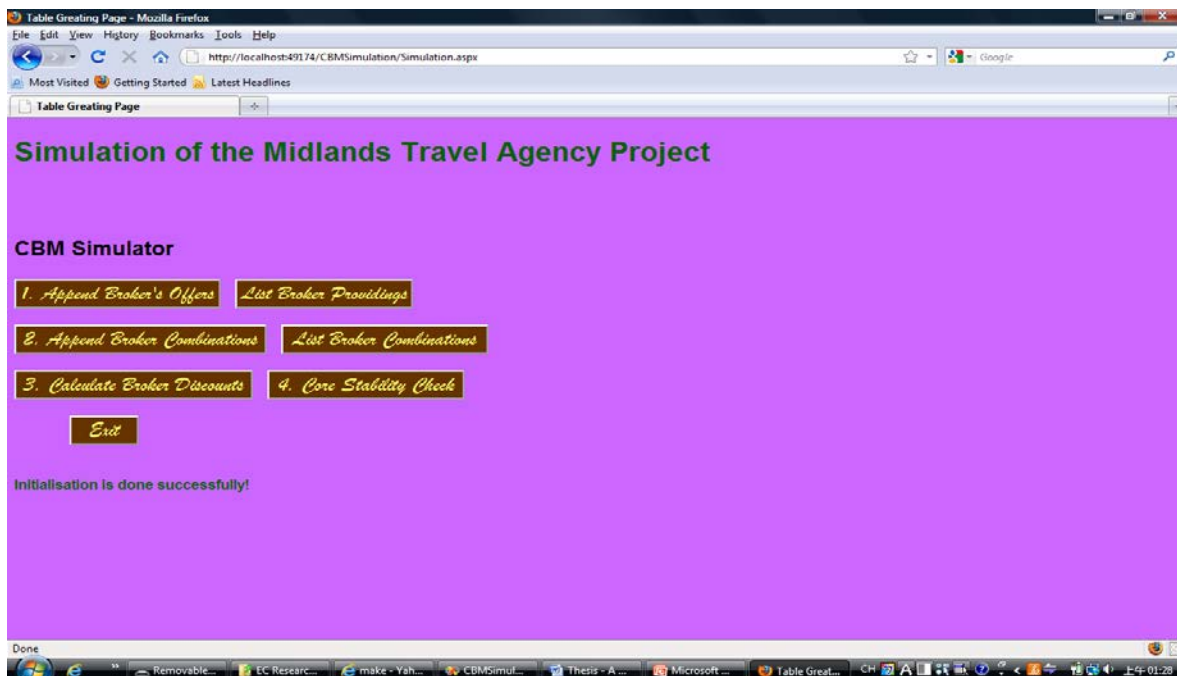 Table Greating Page - Mozilla Firefox
File Edit View History Bookmarks Tools Help
http://localhost:49174/CBMSimulation/Simulation.aspx
Google
Most Visited Getting Started Latest Headlines
Table Greating Page
Simulation of the Midlands Travel Agency Project
CBM Simulator
1. Append Broker's Offers List Broker Providings
2. Append Broker Combinations List Broker Combinations
3. Calculate Broker Discounts 4. Core Stability Check
Exit
Initialisation is done successfully!
Done
Removable... EC Researc... make - Yah... CBMSimul... Thesis - A ... Microsoft ... Table Great... CH A 上午 01:28